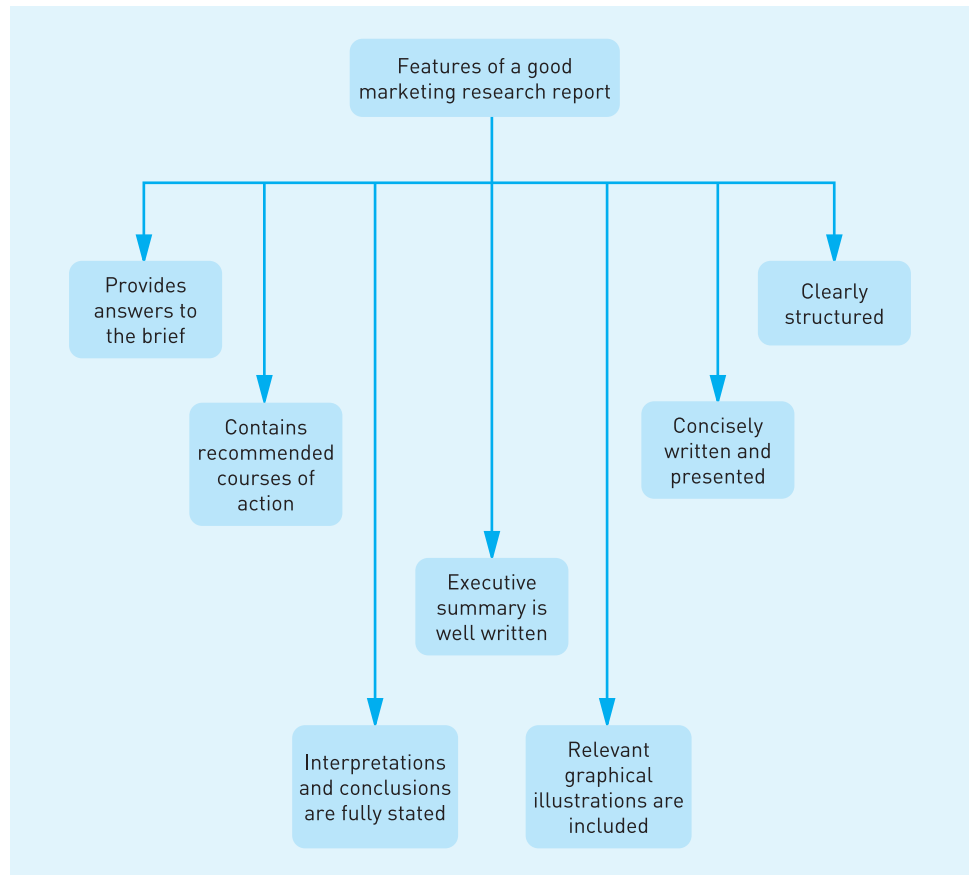 Features of a good
marketing research report
Provides
answers to
the brief
Contains
recommended
courses of
action
Interpretations
and conclusions
are fully stated
Executive
summary is
well written
Relevant
graphical
illustrations are
included
Concisely
written and
presented
Clearly
structured